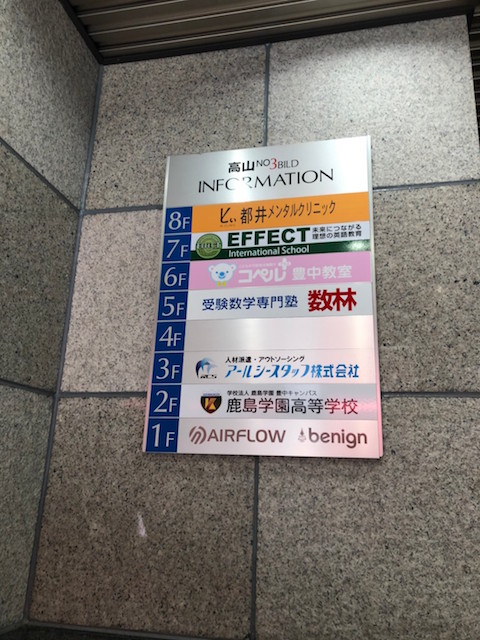 高山NO3BILD
INFORMATION
8F とい 都井メンタルクリニック
7F EFFECT International School 未来につながる
理想の英語教育
6F コペル+ 豊中教室
5F 受験数学専門塾 数林
4F
3F 人材派遣・アウトソーシング
アールシースタッフ株式会社
2F 学校法人 鹿島学園 豊中キャンパス
鹿島学園高等学校
1F AIRFLOW benign